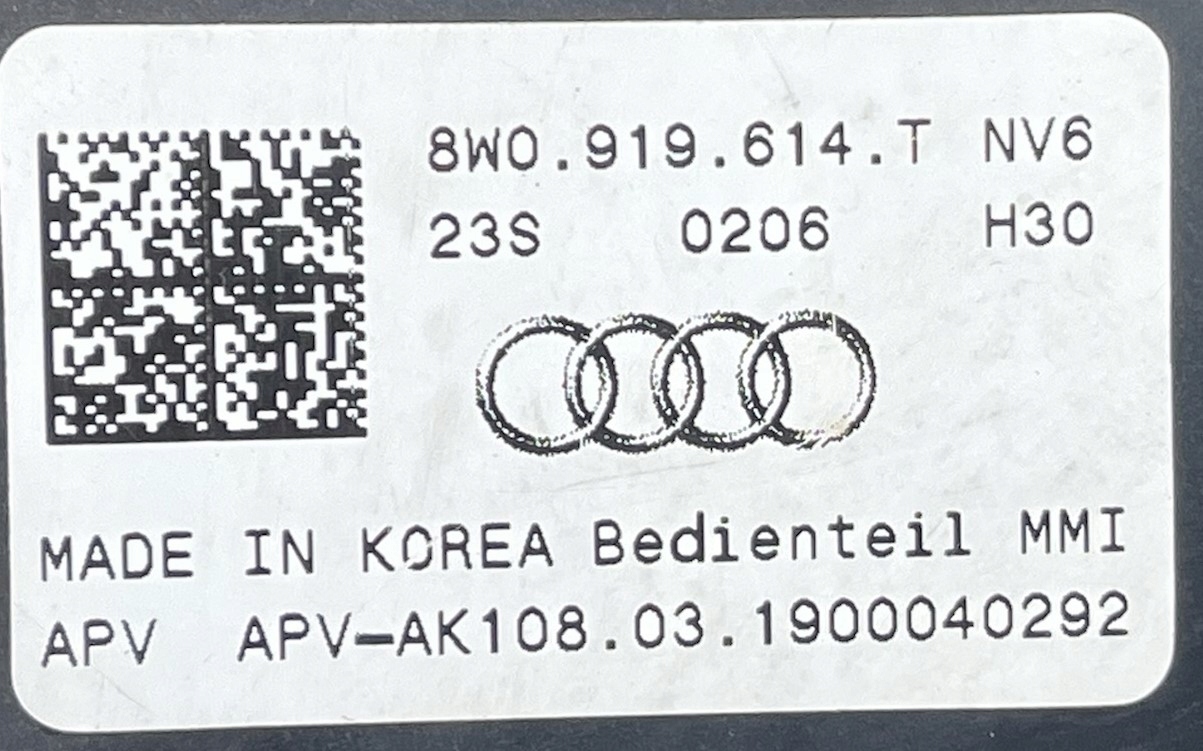 8W0.919.614.T NV6
23S 0206 H30
MADE IN KOREA Bedienteil MMI
APV APV-AK108.03.1900040292